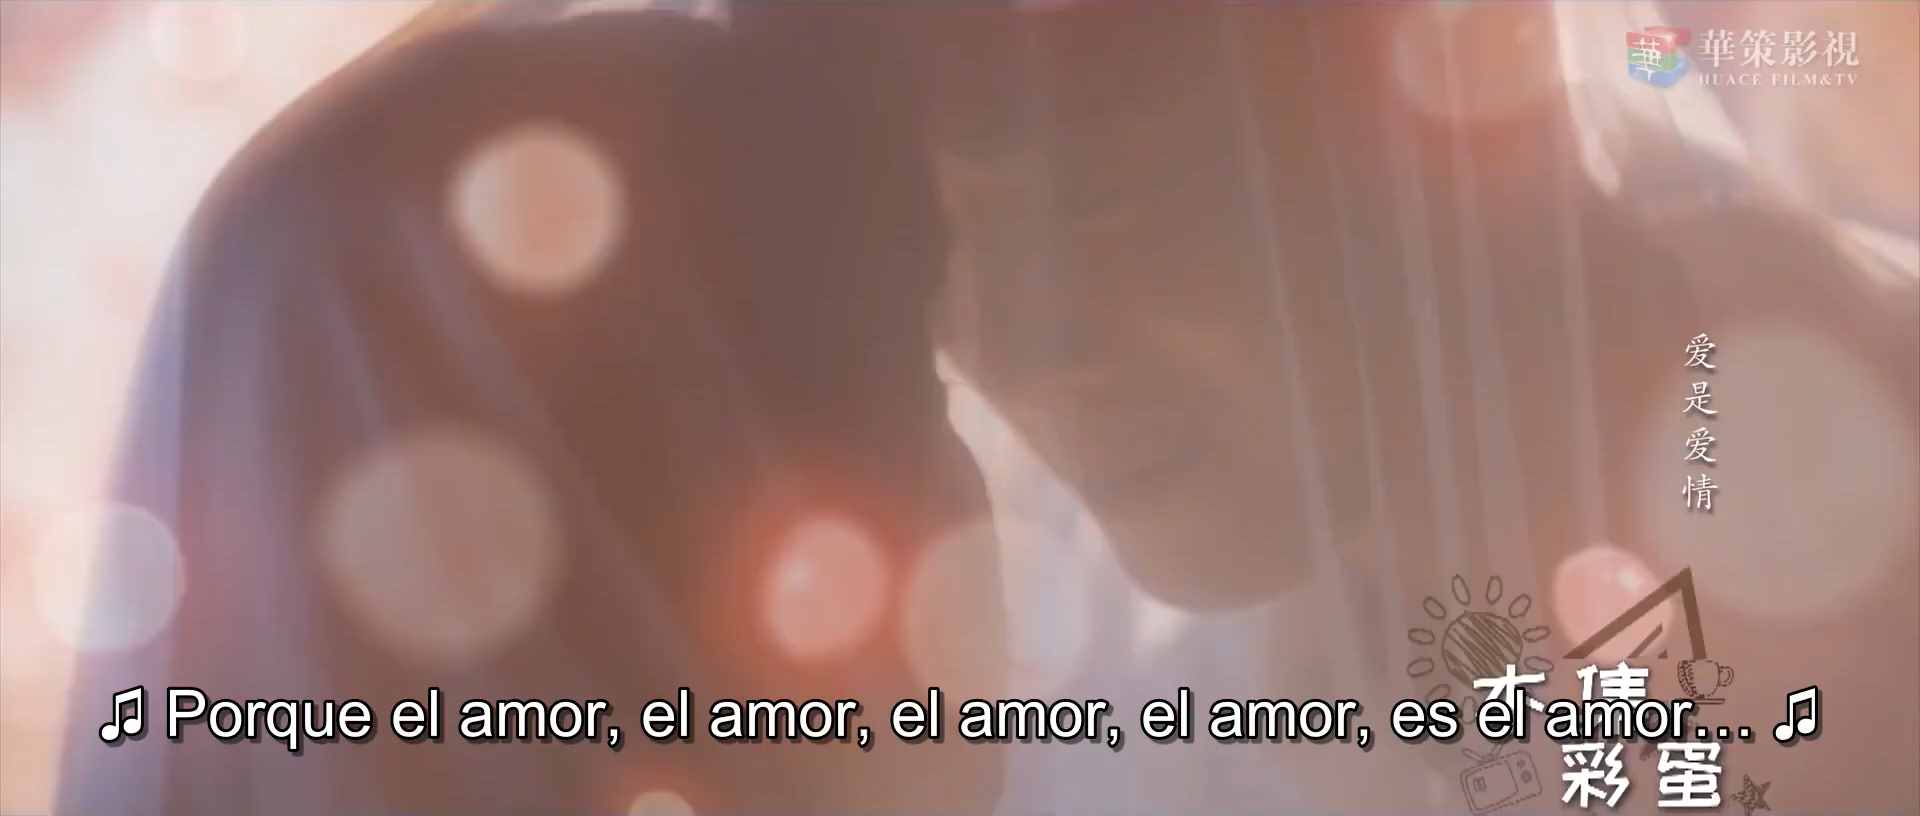 華 華策影視
HUACE FILM&TV
爱是爱情
♫ Porque el amor, el amor, el amor, el amor, es el amor... ♫
彩蛋